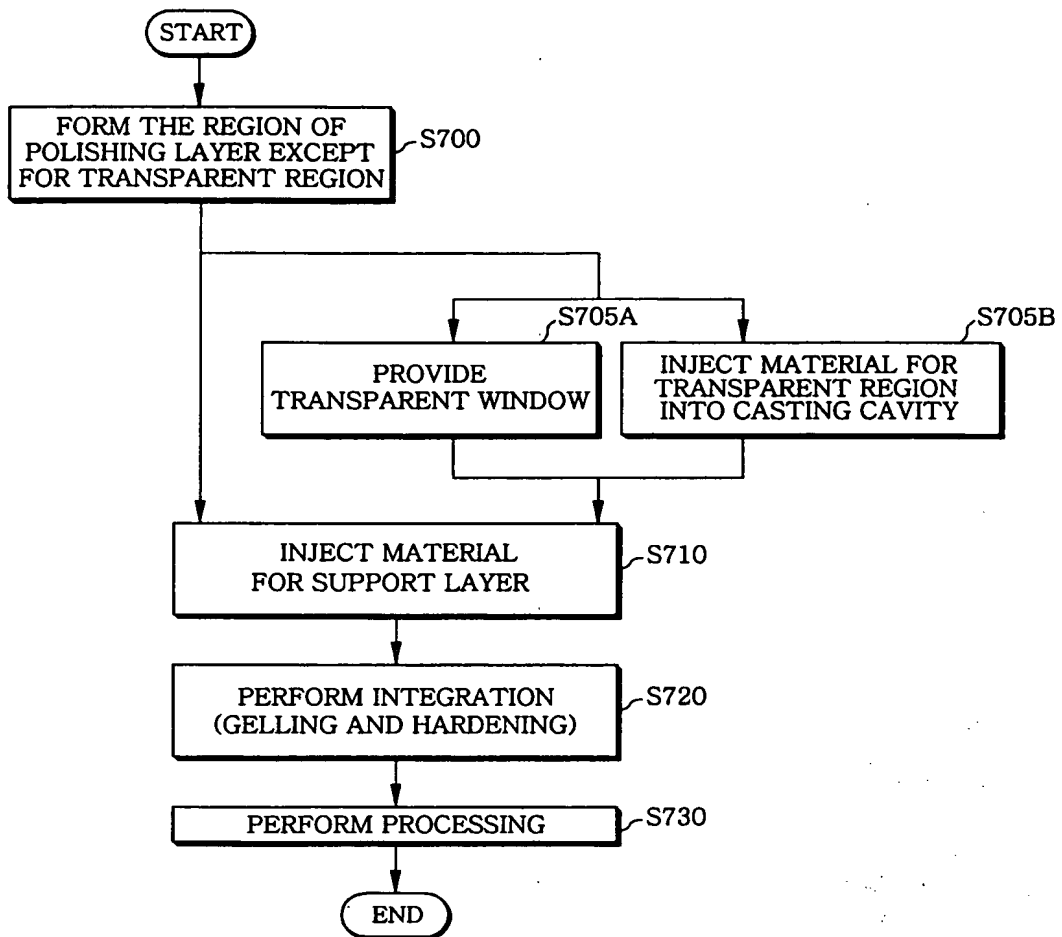 START
FORM THE REGION OF
POLISHING LAYER EXCEPT
FOR TRANSPARENT REGION
S700
S705A
PROVIDE
TRANSPARENT WINDOW
S705B
INJECT MATERIAL FOR
TRANSPARENT REGION
INTO CASTING CAVITY
INJECT MATERIAL
FOR SUPPORT LAYER
S710
PERFORM INTEGRATION
(GELLING AND HARDENING)
S720
PERFORM PROCESSING
S730
END